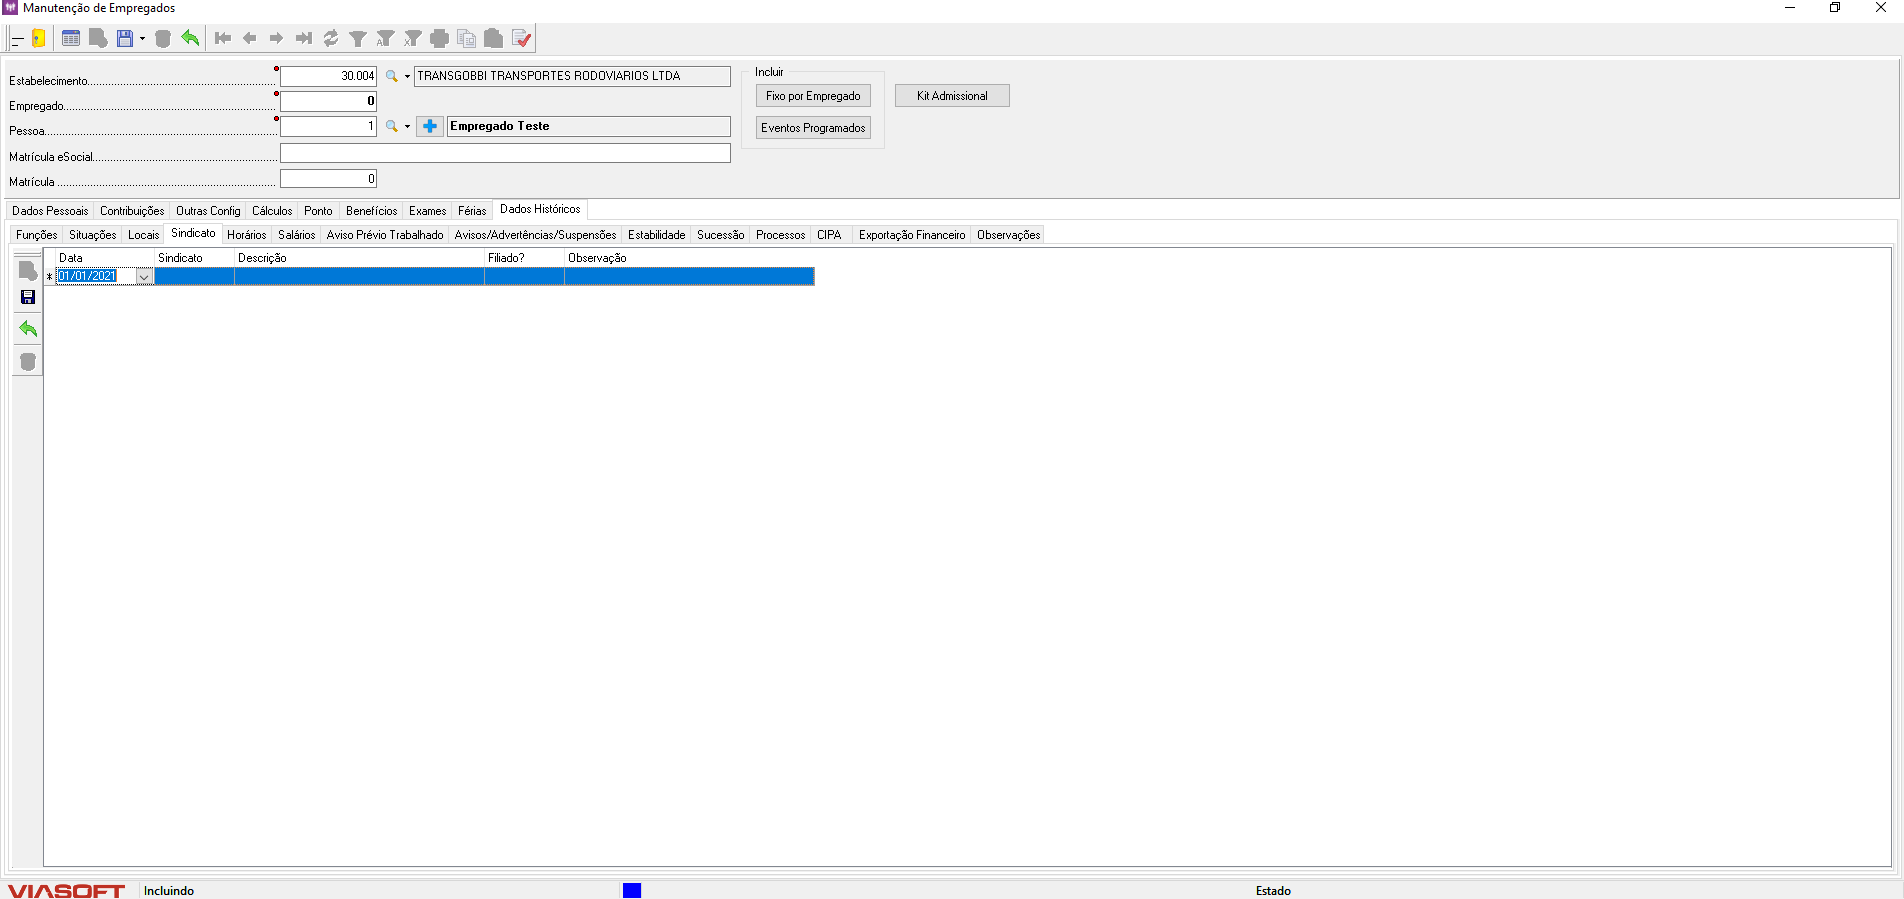 Manutenção de Empregados
Estabelecimento 30.004 TRANSGOBBI TRANSPORTES RODOVIARIOS LTDA
Empregado 0
Pessoa 1 Empregado Teste
Matrícula eSocial
Matrícula 0
Incluir
Fixo por Empregado
Eventos Programados
Kit Admissional
Dados Pessoais Contribuições Outras Config Cálculos Ponto Benefícios Exames Férias Dados Históricos
Funções Situações Locais Sindicato Horários Salários Aviso Prévio Trabalhado Avisos/Advertências/Suspensões Estabilidade Sucessão Processos CIPA Exportação Financeiro Observações
Data Sindicato Descrição Filiado? Observação
* 01/01/2021
VIASOFT Incluindo Estado